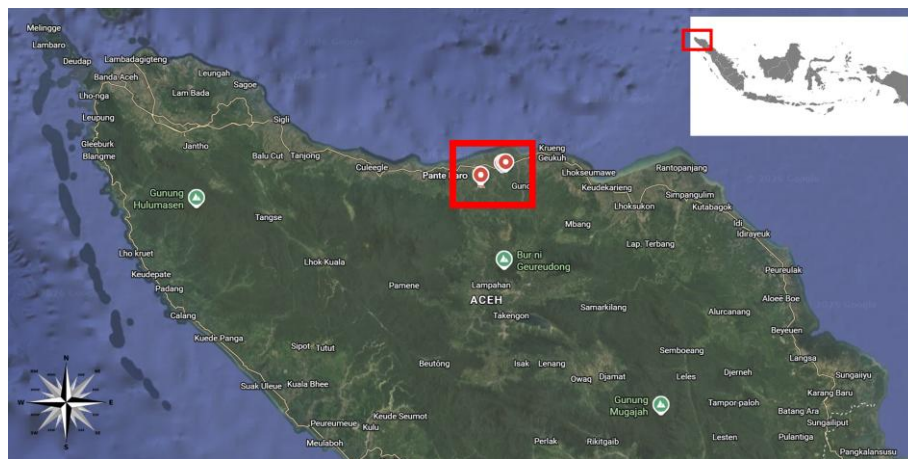 Melingge
Lambaro
Deudap
Lambadagigteng
Leungah
Banda Aceh
Lam Bada
Sagoe
Lho-nga
Leupung
Sigli
Krueng
Geukuh
Gleeburk
Blangme
Jantho
Balu Cut
Tanjong
Culeegle
Lhokseumawe
Rantopanjang
Keudekarieng
Simpangulim
Gunung
Hulumasen
Lhoksukon
Kutabagok
Tangse
Mbang
Idi
Idirayeuk
Lap. Terbang
Lho kruet
Bur ni
Geureudong
Lhok Kuala
Peureulak
Keudepate
Padang
Pamene
Lampahan
ACEH
Aloee Boe
Samarkilang
Alurcanang
Calang
Takengon
Beyeuen
Kuede Panga
Sipot
Tutut
Semboeang
Beutong
Isak
Lenang
Langsa
Suak Uleue
Kuala Bhee
Owaq
Djamat
Leles
Djerneh
Sungaiiyu
Karang Baru
Gunung
Mugajah
Tampor-paloh
Batang Ara
Keude Seumot
Peureumeue
Kulu
Sungailiput
Meulaboh
Perlak
Rikitgaib
Lesten
Pulantiga
Pangkalansusu
N
W
E
S